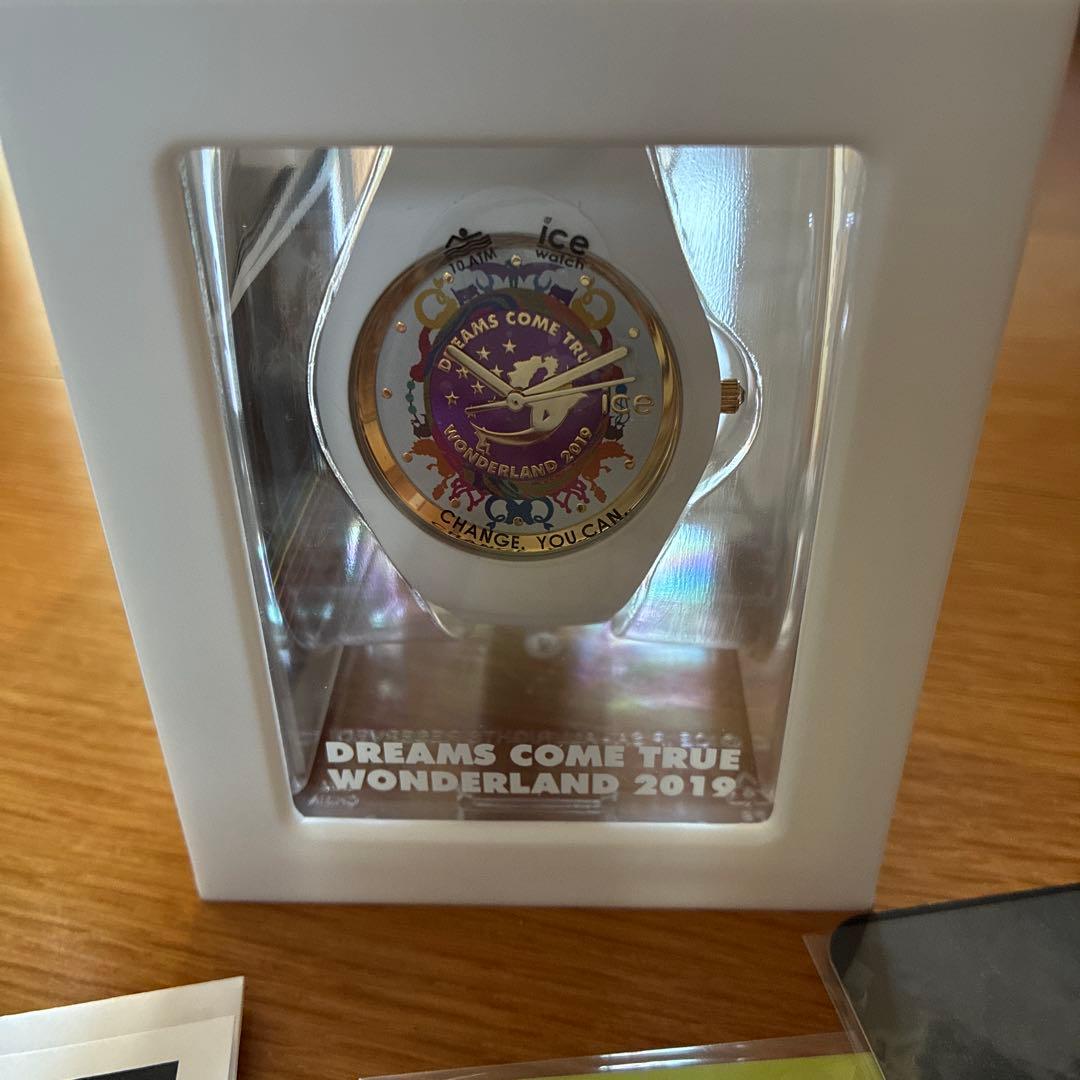 10 ATM
ice
watch
DREAMS COME TRUE
ice
WONDERLAND 2019
CHANGE. YOU CAN.
DREAMS COME TRUE
WONDERLAND 2019